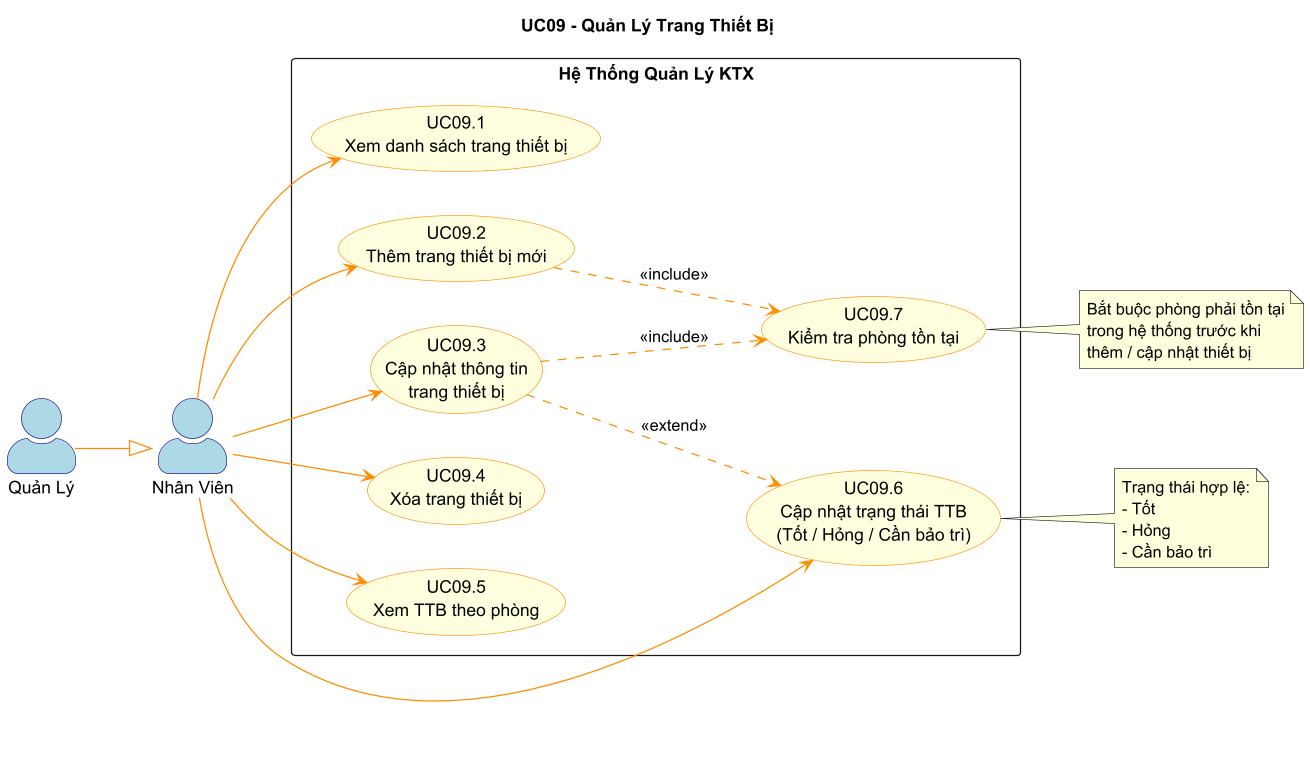 UC09 - Quản Lý Trang Thiết Bị
Hệ Thống Quản Lý KTX
UC09.1
Xem danh sách trang thiết bị
UC09.2
Thêm trang thiết bị mới
«include»
UC09.7
Kiểm tra phòng tồn tại
Bắt buộc phòng phải tồn tại
trong hệ thống trước khi
thêm / cập nhật thiết bị
UC09.3
Cập nhật thông tin
trang thiết bị
«include»
«extend»
Quản Lý
Nhân Viên
UC09.4
Xóa trang thiết bị
UC09.6
Cập nhật trạng thái TTB
(Tốt / Hỏng / Cần bảo trì)
Trạng thái hợp lệ:
- Tốt
- Hỏng
- Cần bảo trì
UC09.5
Xem TTB theo phòng